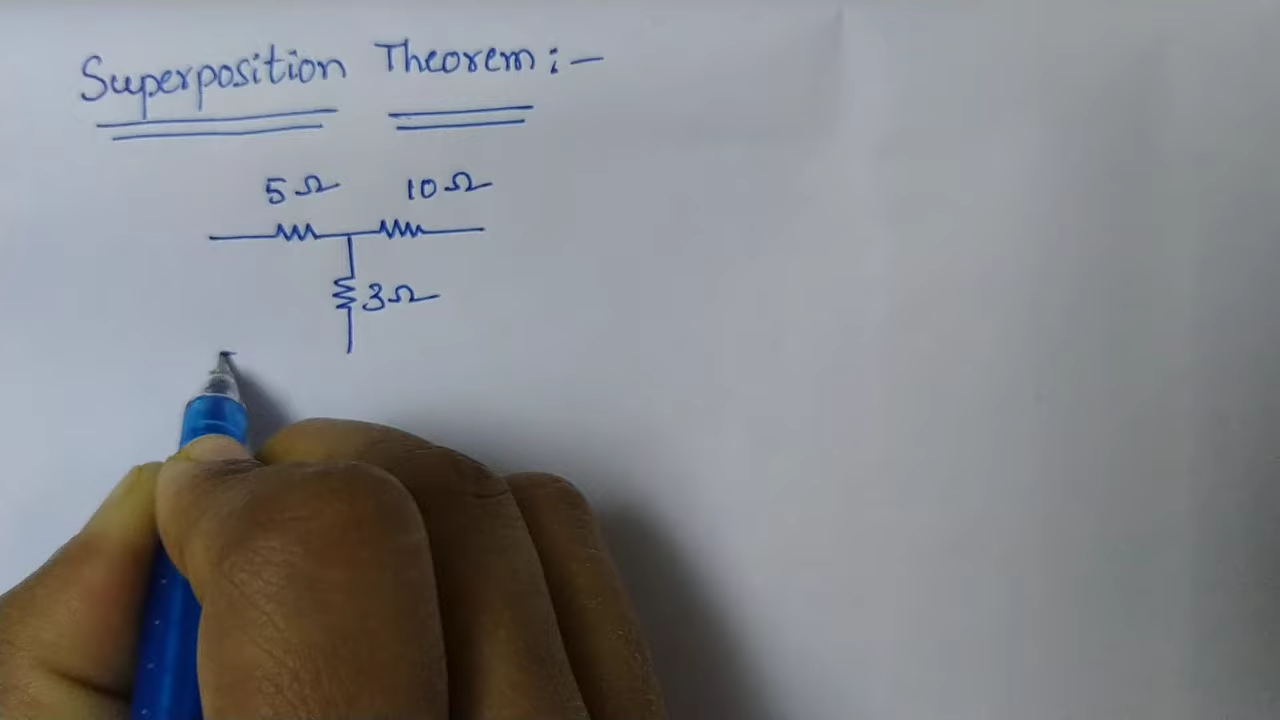 Superposition Theorem :-
5Ω 10Ω
3Ω